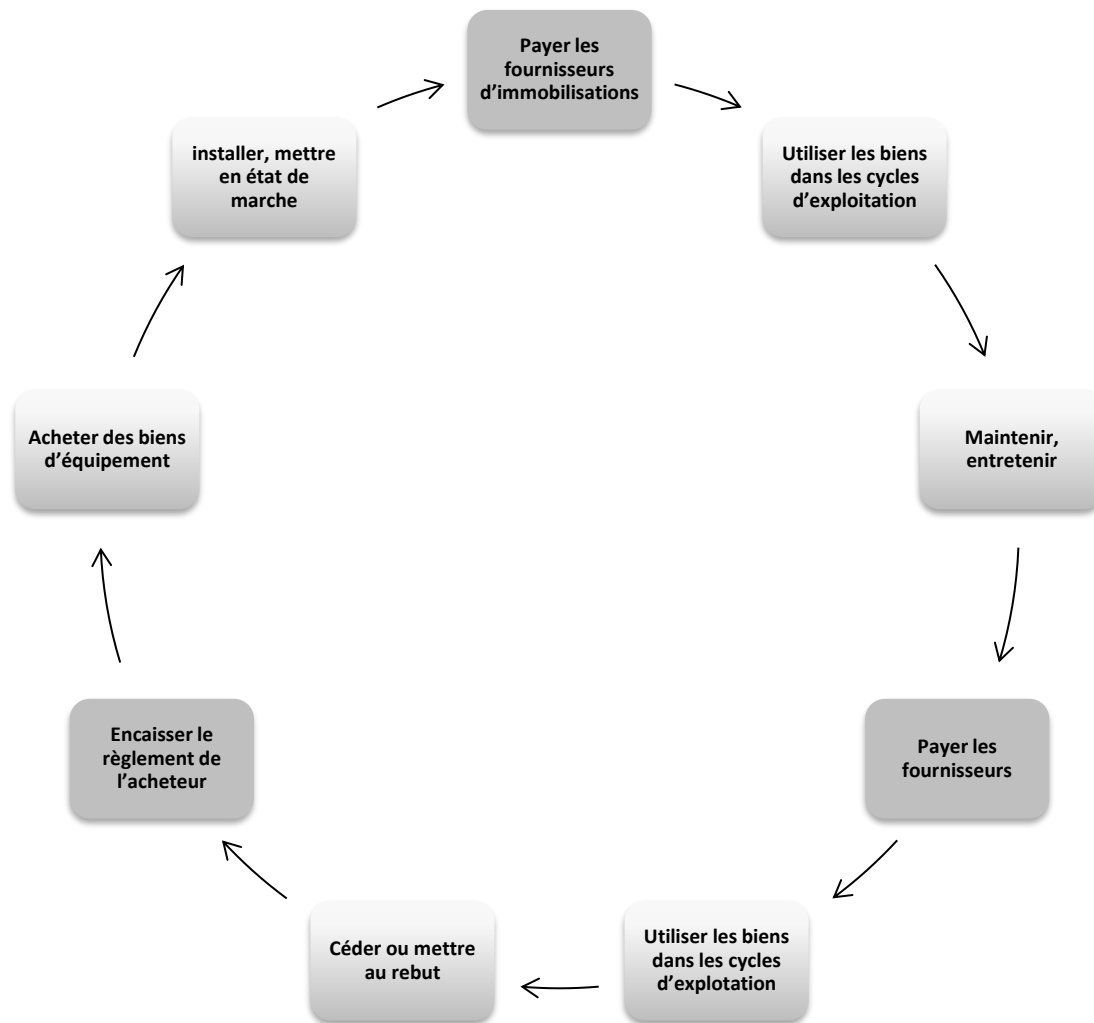 Payer les
fournisseurs
d’immobilisations
Utiliser les biens
dans les cycles
d’exploitation
Maintenir,
entretenir
Payer les
fournisseurs
Utiliser les biens
dans les cycles
d’explotation
Céder ou mettre
au rebut
Encaisser le
règlement de
l’acheteur
Acheter des biens
d’équipement
installer, mettre
en état de
marche